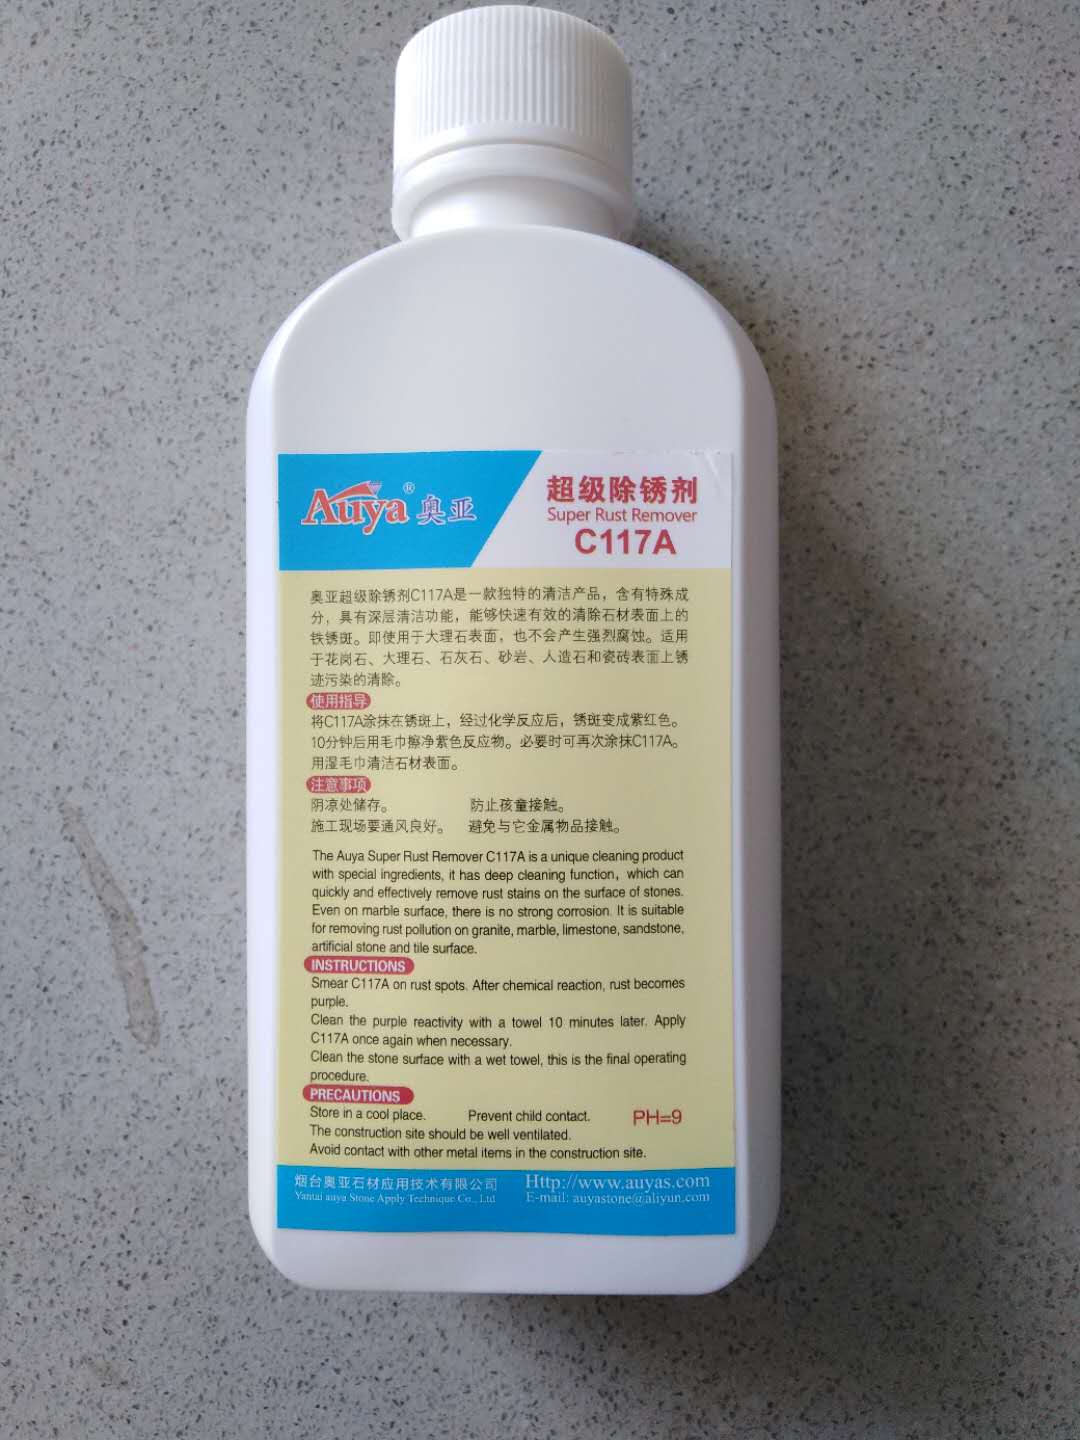 Auya® 奥亚
超级除锈剂
Super Rust Remover
C117A
奥亚超级除锈剂C117A是一款独特的清洁产品，含有特殊成
分，具有深层清洁功能，能够快速有效的清除石材表面上的
铁锈斑。即使用于大理石表面，也不会产生强烈腐蚀。适用
于花岗石、大理石、石灰石、砂岩、人造石和瓷砖表面上锈
迹污染的清除。
使用指导
将C117A涂抹在锈斑上，经过化学反应后，锈斑变成紫红色。
10分钟后用毛巾擦净紫色反应物。必要时可再次涂抹C117A。
用湿毛巾清洁石材表面。
注意事项
阴凉处储存。 防止孩童接触。
施工现场要通风良好。 避免与它金属物品接触。
The Auya Super Rust Remover C117A is a unique cleaning product
with special ingredients, it has deep cleaning function, which can
quickly and effectively remove rust stains on the surface of stones.
Even on marble surface, there is no strong corrosion. It is suitable
for removing rust pollution on granite, marble, limestone, sandstone,
artificial stone and tile surface.
INSTRUCTIONS
Smear C117A on rust spots. After chemical reaction, rust becomes
purple.
Clean the purple reactivity with a towel 10 minutes later. Apply
C117A once again when necessary.
Clean the stone surface with a wet towel, this is the final operating
procedure.
PRECAUTIONS
Store in a cool place. Prevent child contact. PH=9
The construction site should be well ventilated.
Avoid contact with other metal items in the construction site.
烟台奥亚石材应用技术有限公司 Http://www.auyas.com
Yantai auya Stone Apply Technique Co., Ltd E-mail: auyastone@aliyun.com